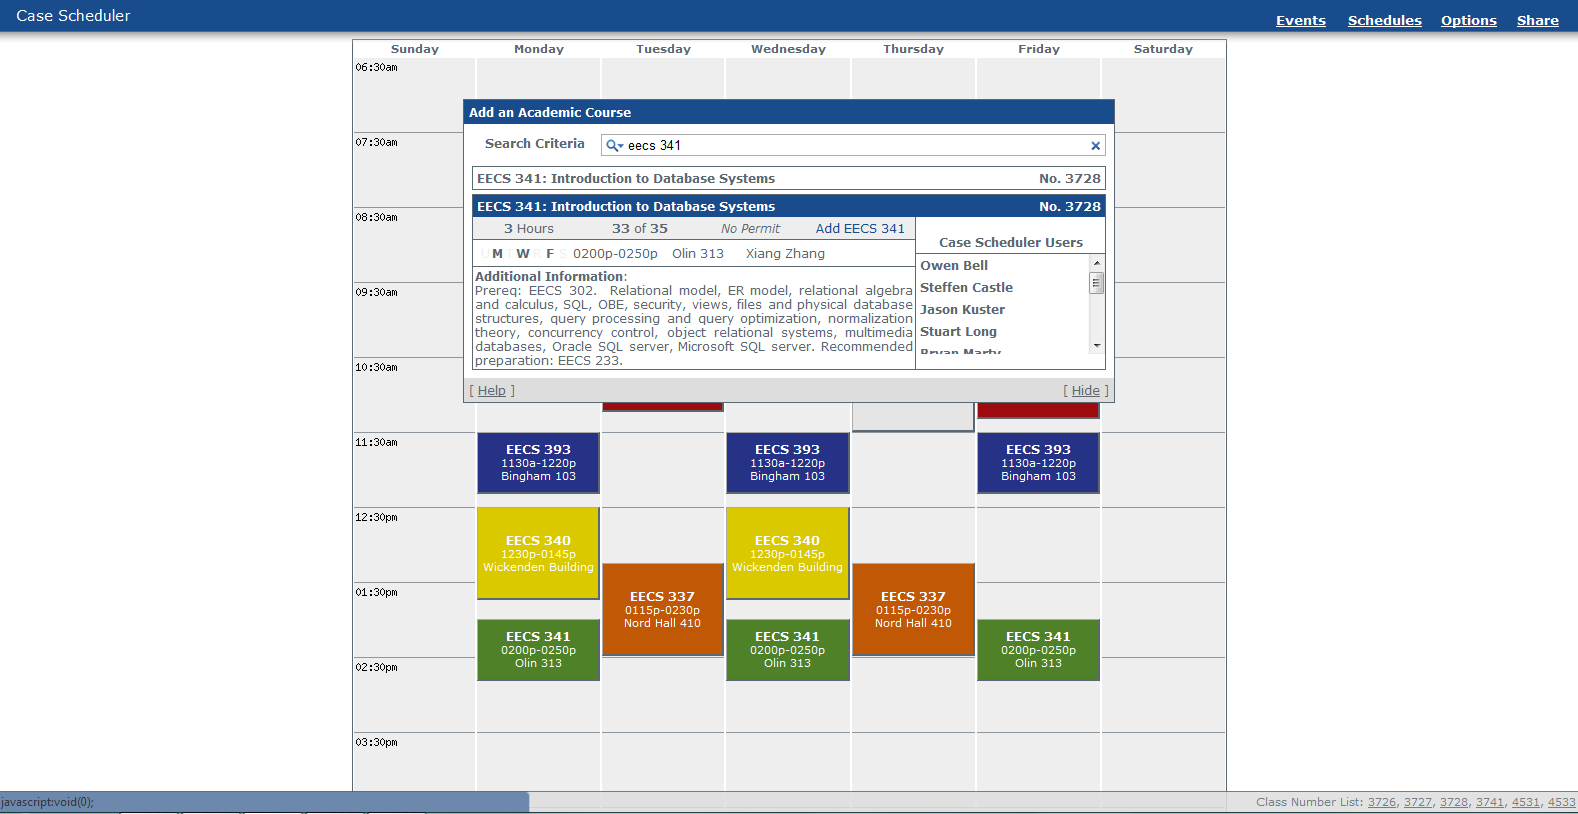 Case Scheduler
Events Schedules Options Share
Sunday Monday Tuesday Wednesday Thursday Friday Saturday
06:30am
Add an Academic Course
Search Criteria eecs 341
07:30am
EECS 341: Introduction to Database Systems No. 3728
EECS 341: Introduction to Database Systems No. 3728
08:30am
3 Hours 33 of 35 No Permit Add EECS 341
Case Scheduler Users
U M T W R F S 0200p-0250p Olin 313 Xiang Zhang
Owen Bell
Steffen Castle
Jason Kuster
Stuart Long
Bryan Marty
Additional Information:
Prereq: EECS 302. Relational model, ER model, relational algebra
and calculus, SQL, OBE, security, views, files and physical database
structures, query processing and query optimization, normalization
theory, concurrency control, object relational systems, multimedia
databases, Oracle SQL server, Microsoft SQL server. Recommended
preparation: EECS 233.
09:30am
10:30am
[ Help ] [ Hide ]
11:30am
EECS 393 EECS 393 EECS 393
1130a-1220p 1130a-1220p 1130a-1220p
Bingham 103 Bingham 103 Bingham 103
12:30pm
EECS 340 EECS 340
1230p-0145p 1230p-0145p
Wickenden Building Wickenden Building
01:30pm
EECS 337 EECS 337
0115p-0230p 0115p-0230p
Nord Hall 410 Nord Hall 410
EECS 341 EECS 341 EECS 341
0200p-0250p 0200p-0250p 0200p-0250p
Olin 313 Olin 313 Olin 313
02:30pm
03:30pm
javascript:void(0);
Class Number List: 3726, 3727, 3728, 3741, 4531, 4533